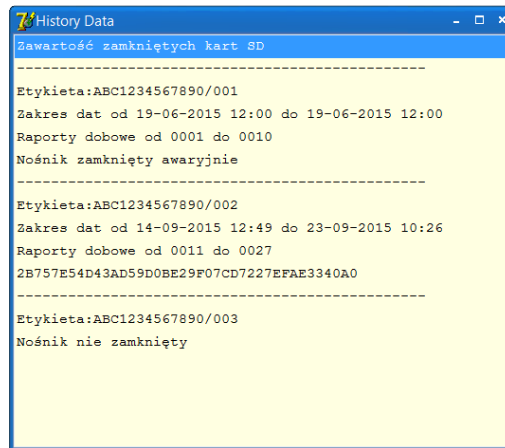 History Data
Zawartość zamkniętych kart SD
------------------------------------------------
Etykieta:ABC1234567890/001
Zakres dat od 19-06-2015 12:00 do 19-06-2015 12:00
Raporty dobowe od 0001 do 0010
Nośnik zamknięty awaryjnie
------------------------------------------------
Etykieta:ABC1234567890/002
Zakres dat od 14-09-2015 12:49 do 23-09-2015 10:26
Raporty dobowe od 0011 do 0027
2B757E54D43AD59D0BE29F07CD7227EFAE3340A0
------------------------------------------------
Etykieta:ABC1234567890/003
Nośnik nie zamknięty